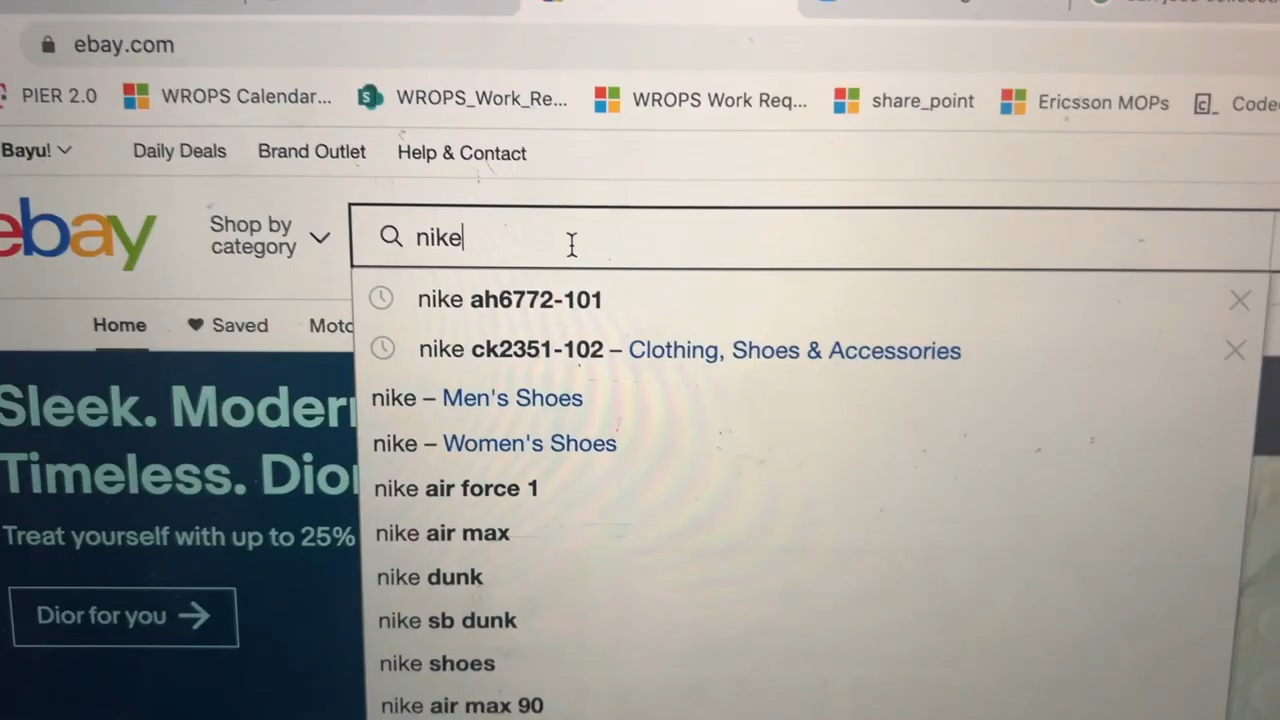 ebay.com
PIER 2.0 WROPS Calendar... WROPS_Work_Re... WROPS Work Req... share_point Ericsson MOPs
Bayu! Daily Deals Brand Outlet Help & Contact
ebay Shop by category nike
nike ah6772-101
nike ck2351-102 – Clothing, Shoes & Accessories
nike – Men's Shoes
nike – Women's Shoes
nike air force 1
nike air max
nike dunk
nike sb dunk
nike shoes
nike air max 90
Home Saved
Sleek. Modern
Timeless. Dior
Treat yourself with up to 25%
Dior for you